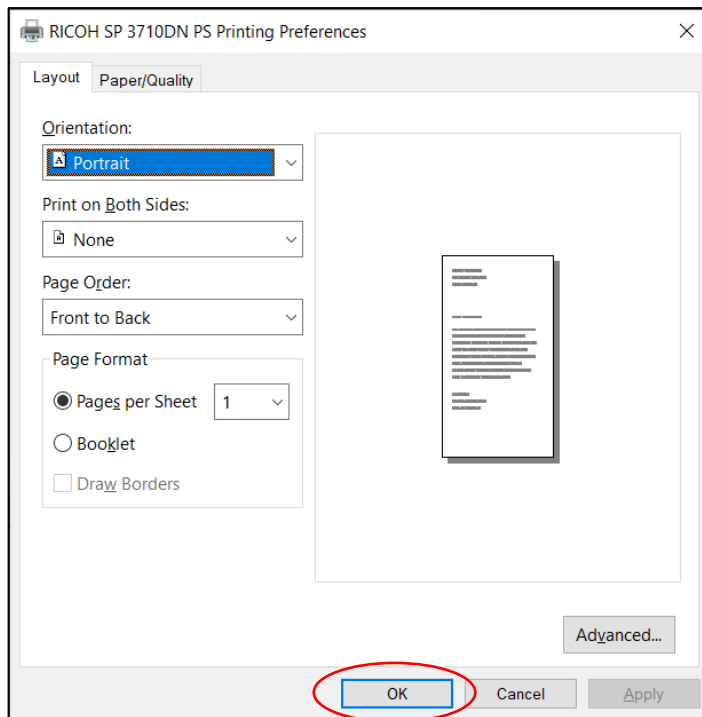 RICOH SP 3710DN PS Printing Preferences
Layout Paper/Quality
Orientation:
Portrait
Print on Both Sides:
None
Page Order:
Front to Back
Page Format
Pages per Sheet 1
Booklet
Draw Borders
Advanced...
OK Cancel Apply